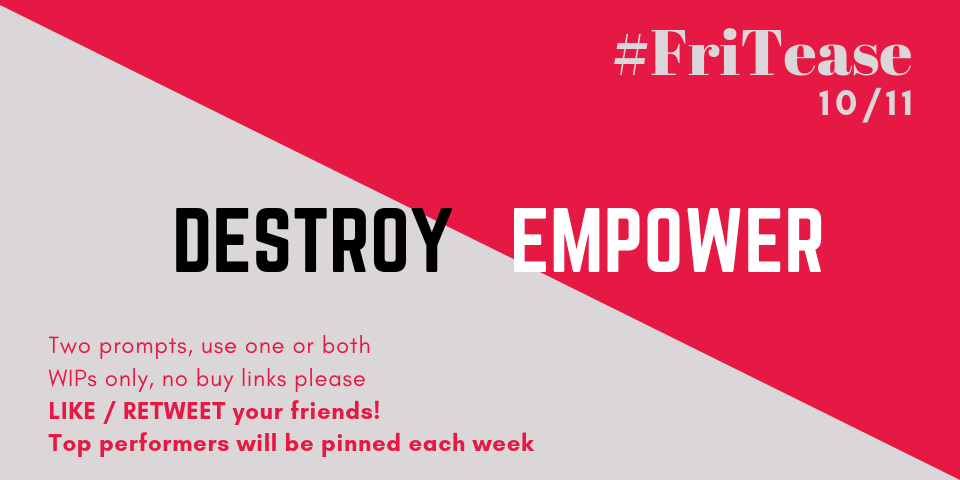 #FriTease
10/11
DESTROY EMPOWER
Two prompts, use one or both
WIPs only, no buy links please
LIKE / RETWEET your friends!
Top performers will be pinned each week